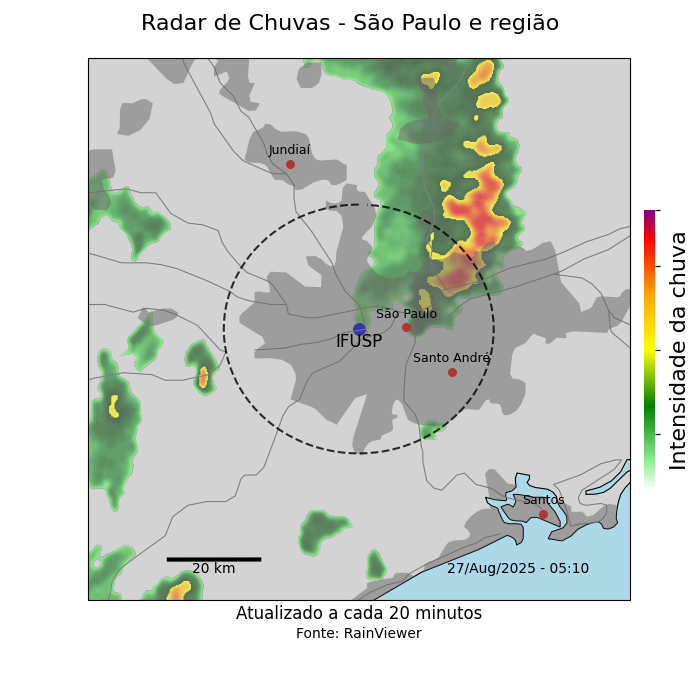 Radar de Chuvas - São Paulo e região
Jundiaí
São Paulo
IFUSP
Santo André
Santos
20 km
27/Aug/2025 - 05:10
Intensidade da chuva
Atualizado a cada 20 minutos
Fonte: RainViewer